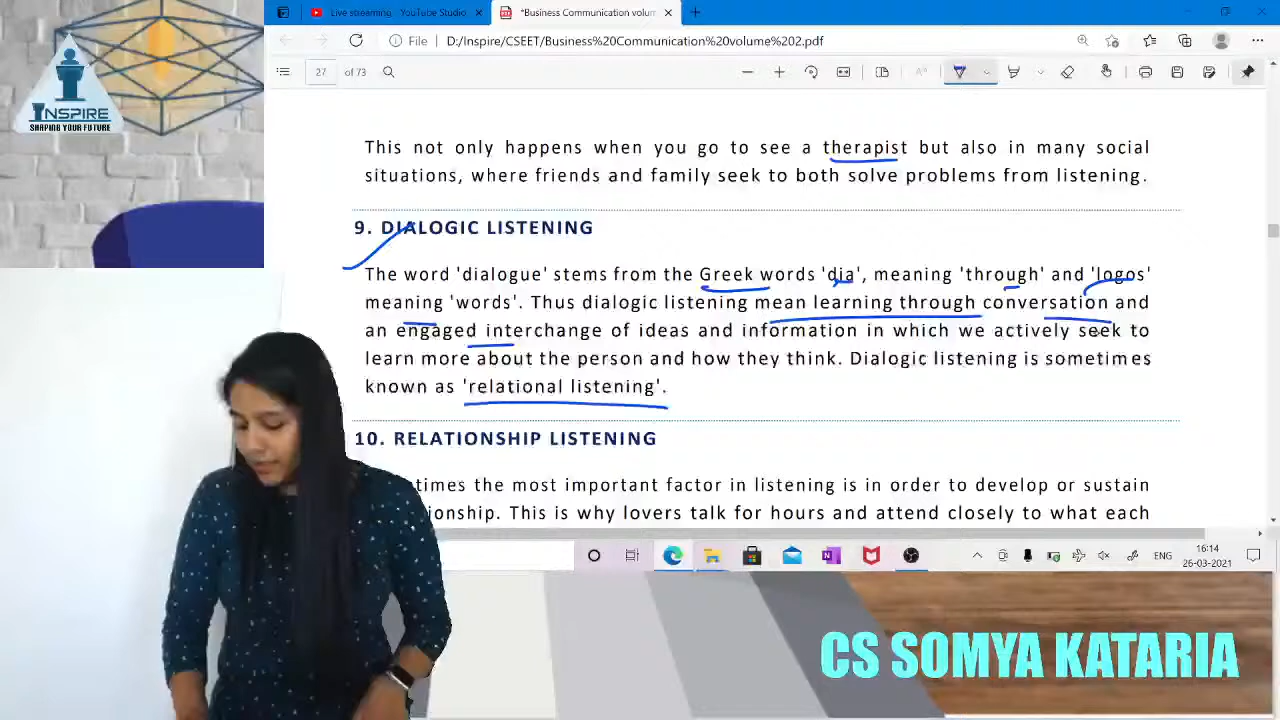 Live streaming - YouTube Studio
*Business Communication volum
File
D:/Inspire/CSEET/Business%20Communication%20volume%202.pdf
27 of 73
INSPIRE
SHAPING YOUR FUTURE
This not only happens when you go to see a therapist but also in many social
situations, where friends and family seek to both solve problems from listening.
9. DIALOGIC LISTENING
The word 'dialogue' stems from the Greek words 'dia', meaning 'through' and 'logos'
meaning 'words'. Thus dialogic listening mean learning through conversation and
an engaged interchange of ideas and information in which we actively seek to
learn more about the person and how they think. Dialogic listening is sometimes
known as 'relational listening'.
10. RELATIONSHIP LISTENING
times the most important factor in listening is in order to develop or sustain
ionship. This is why lovers talk for hours and attend closely to what each
ENG
16:14
26-03-2021
CS SOMYA KATARIA